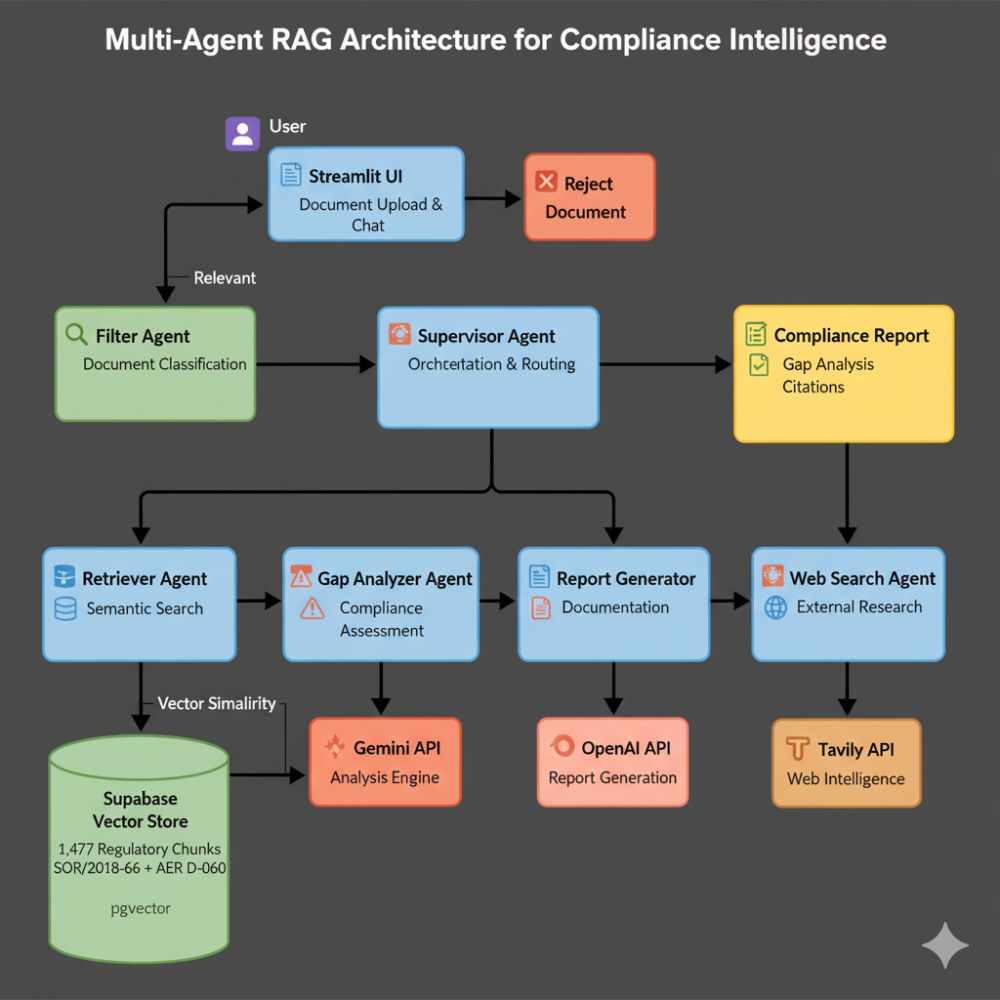 Multi-Agent RAG Architecture for Compliance Intelligence
User
Streamlit UI
Document Upload &
Chat
Reject
Document
Relevant
Filter Agent
Document Classification
Supervisor Agent
Orchtetation & Routing
Compliance Report
Gap Analysis
Citations
Retriever Agent
Semantic Search
Gap Analyzer Agent
Compliance
Assessment
Report Generator
Documentation
Web Search Agent
External Research
Vector Simalirity
Gemini API
Analysis Engine
OpenAI API
Report Generation
Tavily API
Web Intelligence
Supabase
Vector Store
1,477 Regulatory Chunks
SOR/2018-66 + AER D-060
pgvector